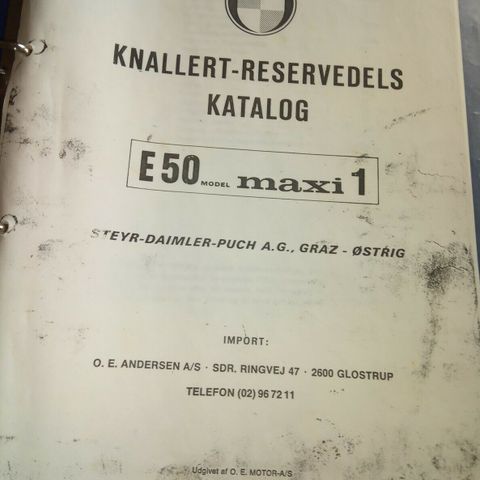 KNALLERT-RESERVEDELS
KATALOG
E50 MODEL maxi 1
STEYR-DAIMLER-PUCH A.G., GRAZ - ØSTRIG
IMPORT:
O. E. ANDERSEN A/S · SDR. RINGVEJ 47 · 2600 GLOSTRUP
TELEFON (02) 96 72 11
Udgivet af O. E. MOTOR-A/S